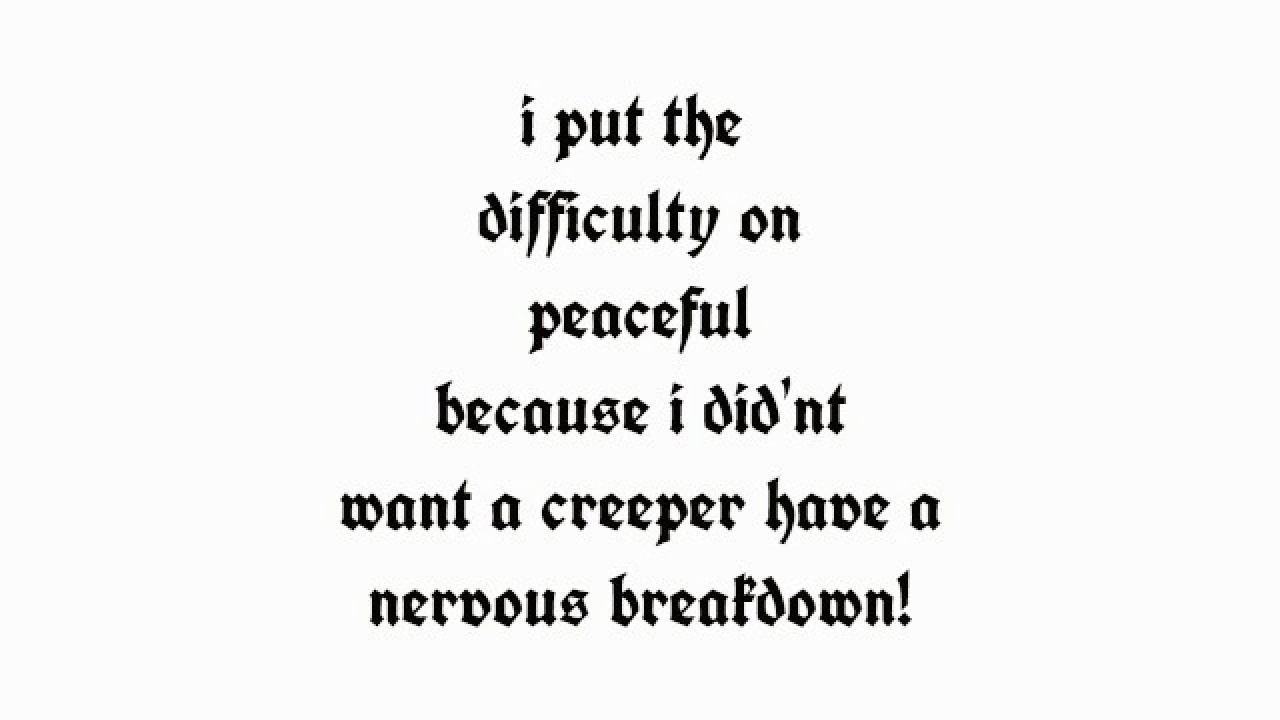 i put the
difficulty on
peaceful
because i did'nt
want a creeper have a
nervous breakdown!